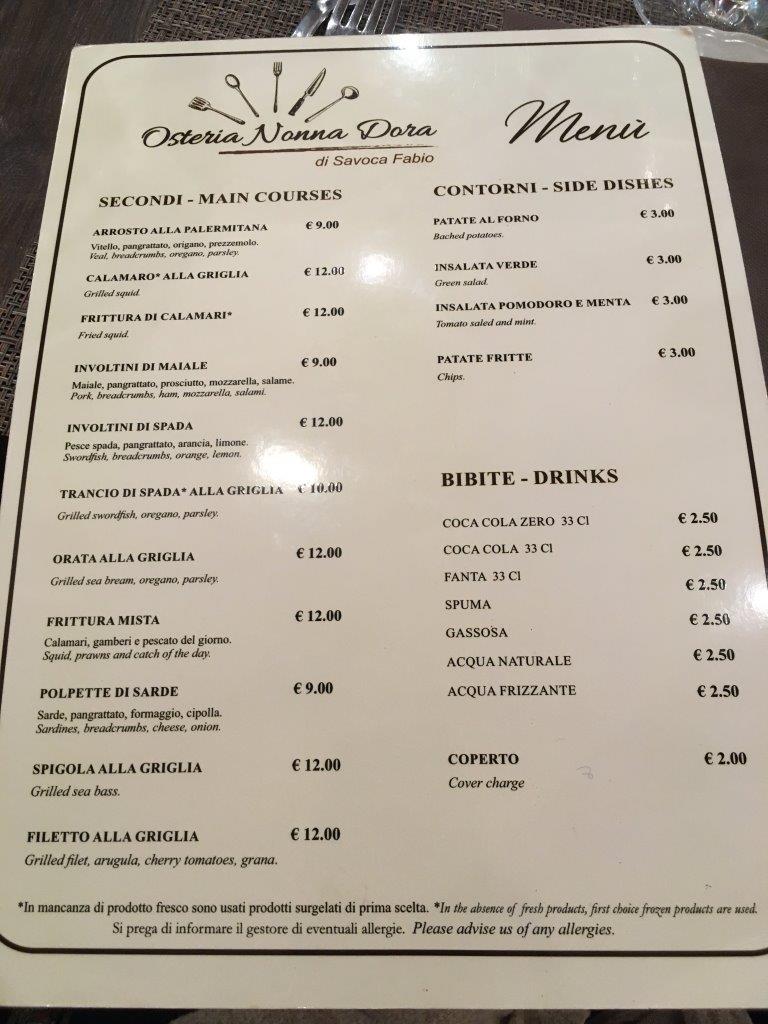 Osteria Nonna Dora
di Savoca Fabio
Menù
SECONDI - MAIN COURSES
ARROSTO ALLA PALERMITANA € 9.00
Vitello, pangrattato, origano, prezzemolo.
Veal, breadcrumbs, oregano, parsley.
CALAMARO* ALLA GRIGLIA € 12.00
Grilled squid.
FRITTURA DI CALAMARI* € 12.00
Fried squid.
INVOLTINI DI MAIALE € 9.00
Maiale, pangrattato, prosciutto, mozzarella, salame.
Pork, breadcrumbs, ham, mozzarella, salami.
INVOLTINI DI SPADA € 12.00
Pesce spada, pangrattato, arancia, limone.
Swordfish, breadcrumbs, orange, lemon.
TRANCIO DI SPADA* ALLA GRIGLIA € 10.00
Grilled swordfish, oregano, parsley.
ORATA ALLA GRIGLIA € 12.00
Grilled sea bream, oregano, parsley.
FRITTURA MISTA € 12.00
Calamari, gamberi e pescato del giorno.
Squid, prawns and catch of the day.
POLPETTE DI SARDE € 9.00
Sarde, pangrattato, formaggio, cipolla.
Sardines, breadcrumbs, cheese, onion.
SPIGOLA ALLA GRIGLIA € 12.00
Grilled sea bass.
FILETTO ALLA GRIGLIA € 12.00
Grilled filet, arugula, cherry tomatoes, grana.
CONTORNI - SIDE DISHES
PATATE AL FORNO € 3.00
Bached potatoes.
INSALATA VERDE € 3.00
Green salad.
INSALATA POMODORO E MENTA € 3.00
Tomato saled and mint.
PATATE FRITTE € 3.00
Chips.
BIBITE - DRINKS
COCA COLA ZERO 33 Cl € 2.50
COCA COLA 33 Cl € 2.50
FANTA 33 Cl € 2.50
SPUMA € 2.50
GASSOSA
ACQUA NATURALE € 2.50
ACQUA FRIZZANTE € 2.50
COPERTO € 2.00
Cover charge
*In mancanza di prodotto fresco sono usati prodotti surgelati di prima scelta. *In the absence of fresh products, first choice frozen products are used.
Si prega di informare il gestore di eventuali allergie. Please advise us of any allergies.